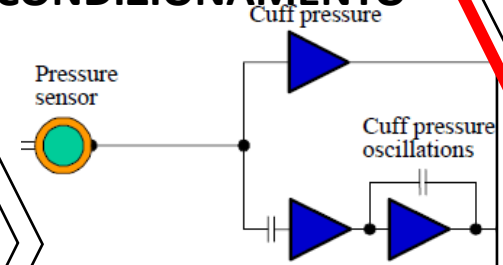 CONDIZIONAMENTO
Cuff pressure
Pressure
sensor
Cuff pressure
oscillations